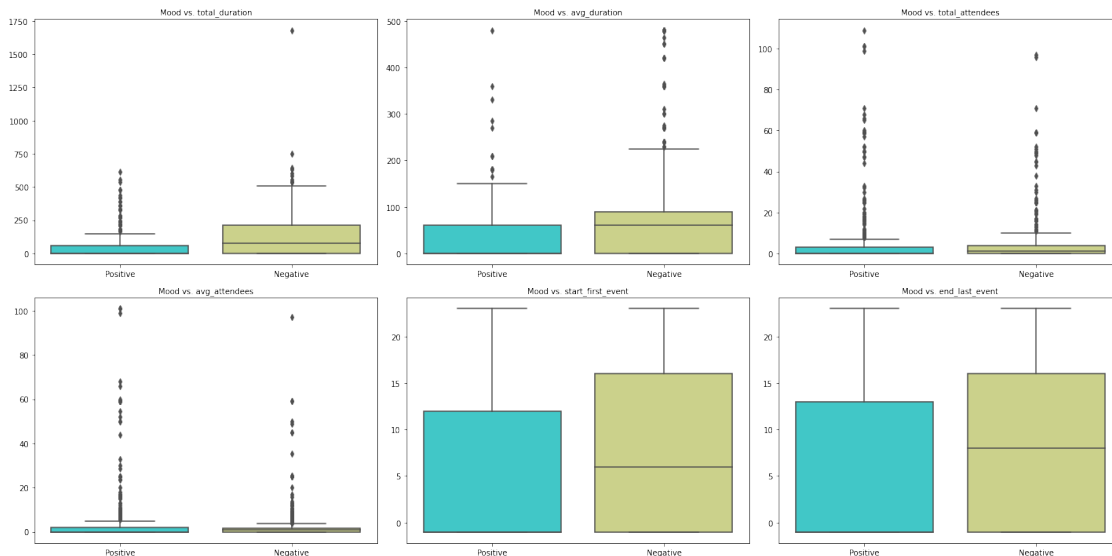 Mood vs. total_duration
1750
1500
1250
1000
750
500
250
0
Positive
Negative
Mood vs. avg_duration
500
400
300
200
100
0
Positive
Negative
Mood vs. total_attendees
100
80
60
40
20
0
Positive
Negative
Mood vs. avg_attendees
100
80
60
40
20
0
Positive
Negative
Mood vs. start_first_event
20
15
10
5
0
Positive
Negative
Mood vs. end_last_event
20
15
10
5
0
Positive
Negative